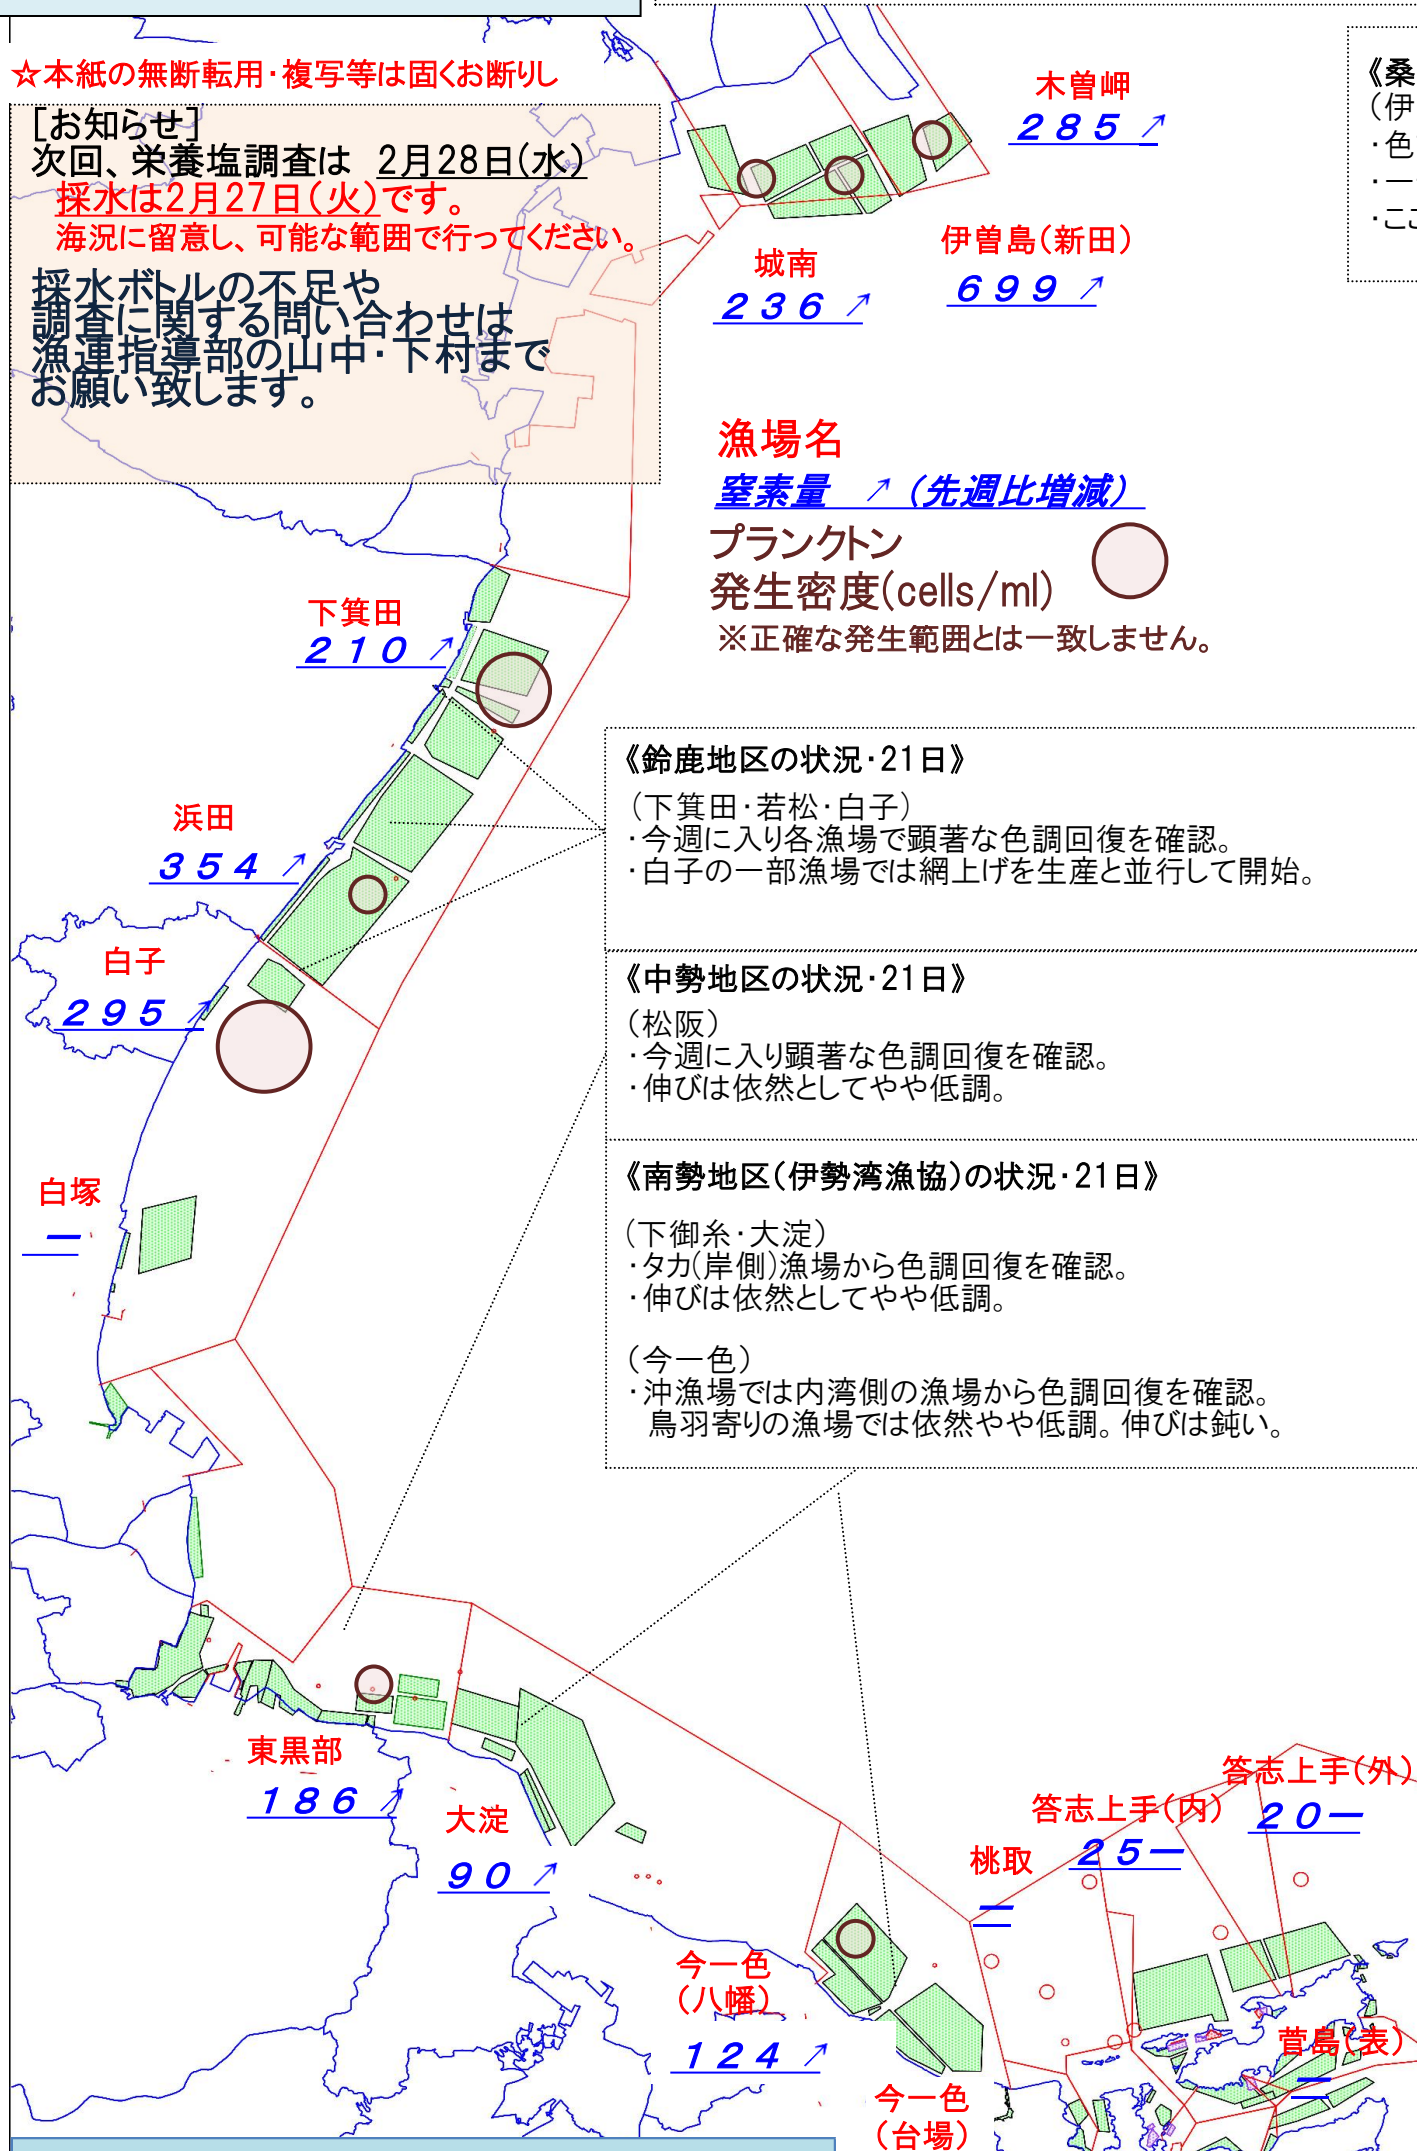 ☆本紙の無断転用・複写等は固くお断りし
[お知らせ]
次回、栄養塩調査は 2月28日(水)
採水は2月27日(火)です。
海況に留意し、可能な範囲で行ってください。
採水ボトルの不足や
調査に関する問い合わせは
漁連指導部の山中・下村まで
お願い致します。
木曽岬
285↗
伊曽島(新田)
699↗
城南
236↗
《桑
(伊
・色
・一
・ここ
漁場名
窒素量 ↗(先週比増減)
プランクトン
発生密度(cells/ml)
※正確な発生範囲とは一致しません。
下箕田
210↗
浜田
354↗
白子
295↗
白塚
ー
《鈴鹿地区の状況・21日》
(下箕田・若松・白子)
・今週に入り各漁場で顕著な色調回復を確認。
・白子の一部漁場では網上げを生産と並行して開始。
《中勢地区の状況・21日》
(松阪)
・今週に入り顕著な色調回復を確認。
・伸びは依然としてやや低調。
《南勢地区(伊勢湾漁協)の状況・21日》
(下御糸・大淀)
・タカ(岸側)漁場から色調回復を確認。
・伸びは依然としてやや低調。
(今一色)
・沖漁場では内湾側の漁場から色調回復を確認。
鳥羽寄りの漁場では依然やや低調。伸びは鈍い。
東黒部
186↗
大淀
90↗
今一色
(八幡)
124↗
今一色
(台場)
桃取
ー
答志上手(内)
25ー
答志上手(外)
20ー
菅島(表)
ー